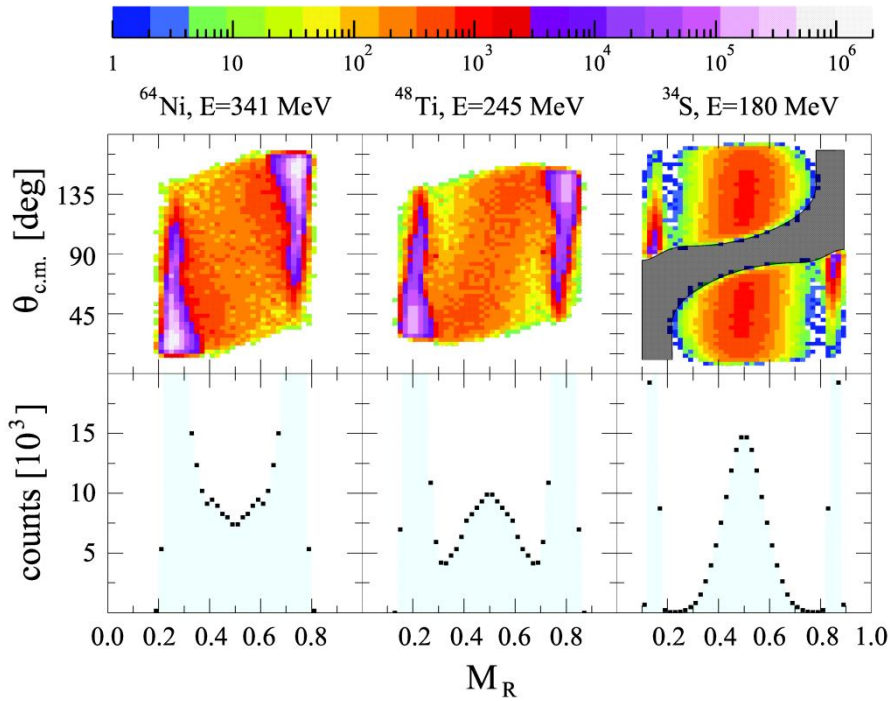 1 10 10² 10³ 10⁴ 10⁵ 10⁶
⁶⁴Ni, E=341 MeV ⁴⁸Ti, E=245 MeV ³⁴S, E=180 MeV
θc.m. [deg]
135
90
45
counts [10³]
15
10
5
0.0 0.2 0.4 0.6 0.8 0.2 0.4 0.6 0.8 0.2 0.4 0.6 0.8 1.0
M_R